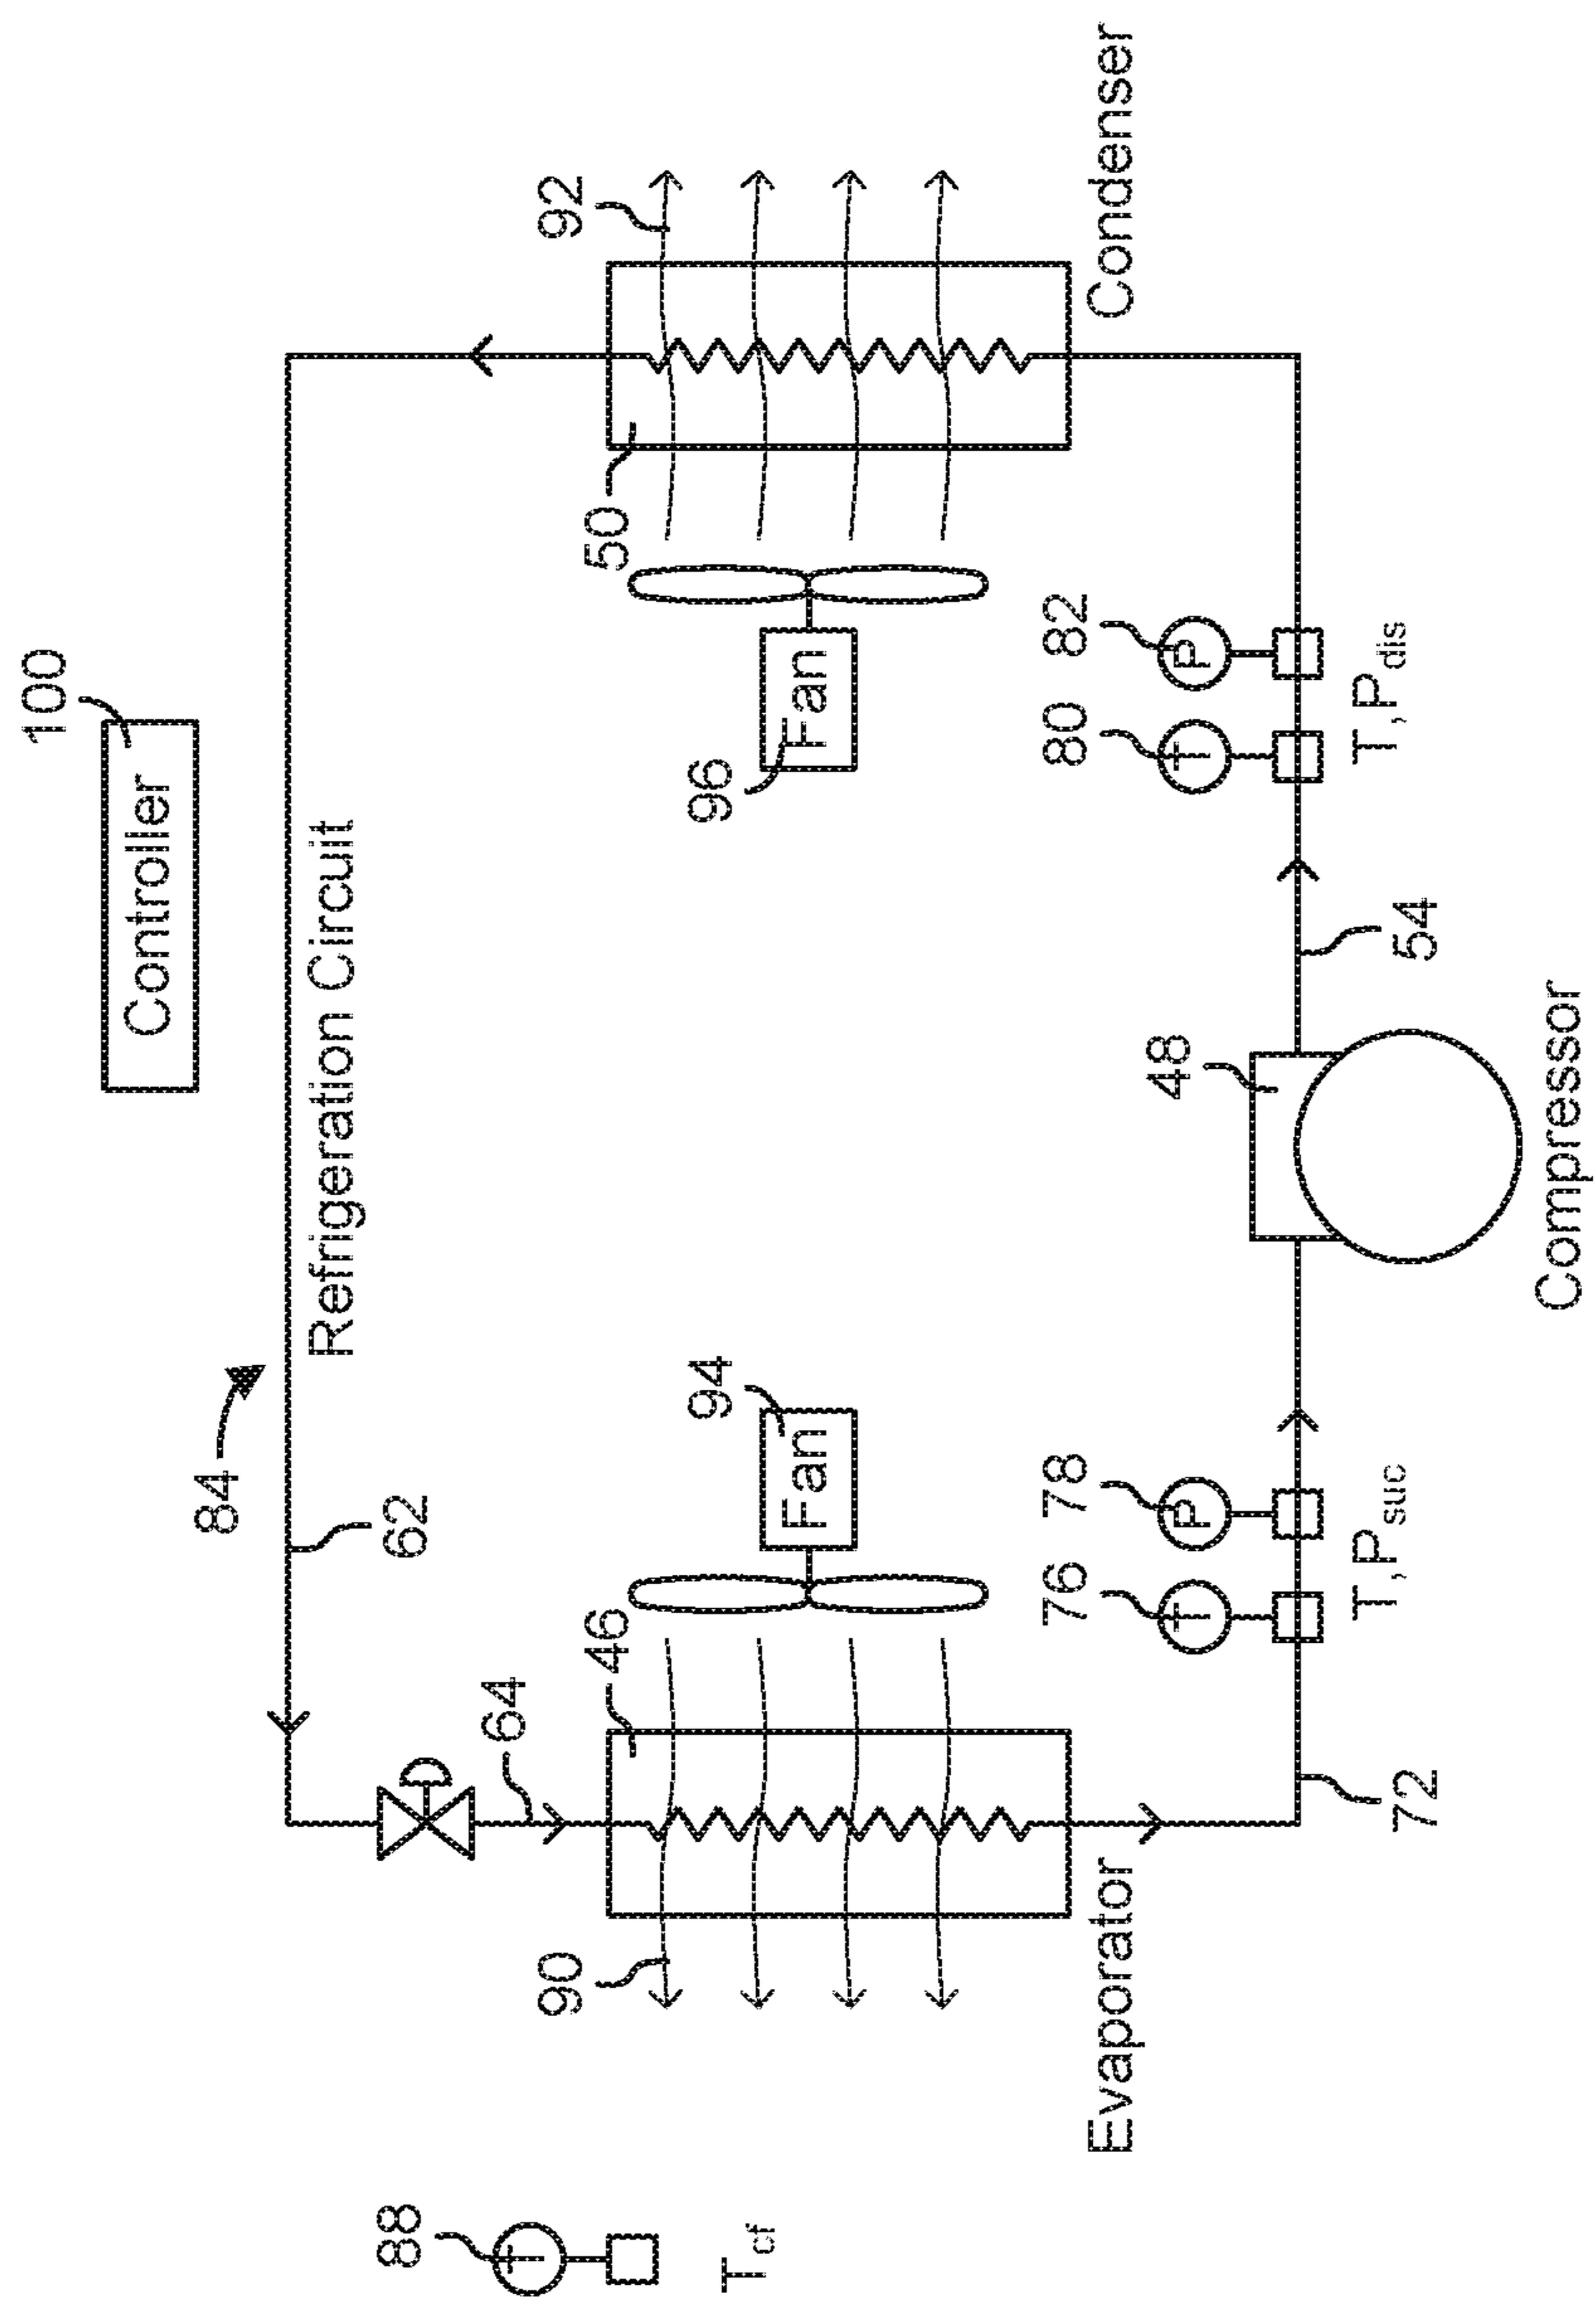 100
Controller
84
Refrigeration Circuit
88
62
64
T
90
92
46
50
94
96
Tcf
Fan
Fan
76
78
80
82
Evaporator
Condenser
48
T
P
T
P
T,Psuc
T,Pdis
72
54
Compressor